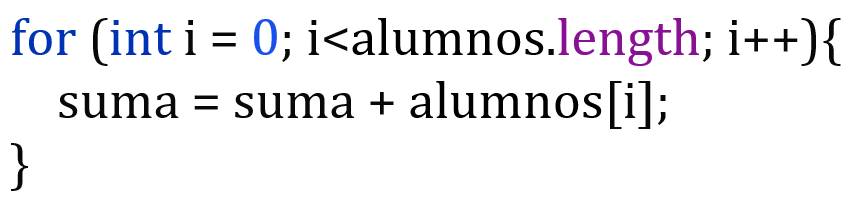 for (int i = 0; i<alumnos.length; i++){
suma = suma + alumnos[i];
}